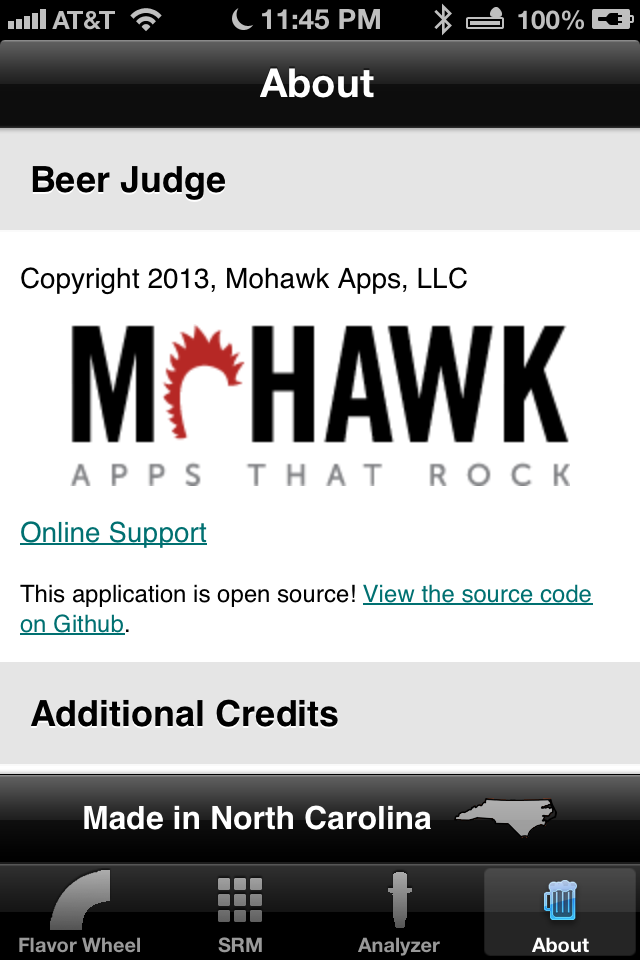 AT&T 11:45 PM 100%
About
Beer Judge
Copyright 2013, Mohawk Apps, LLC
MOHAWK
APPS THAT ROCK
Online Support
This application is open source! View the source code
on Github.
Additional Credits
Made in North Carolina
Flavor Wheel SRM Analyzer About